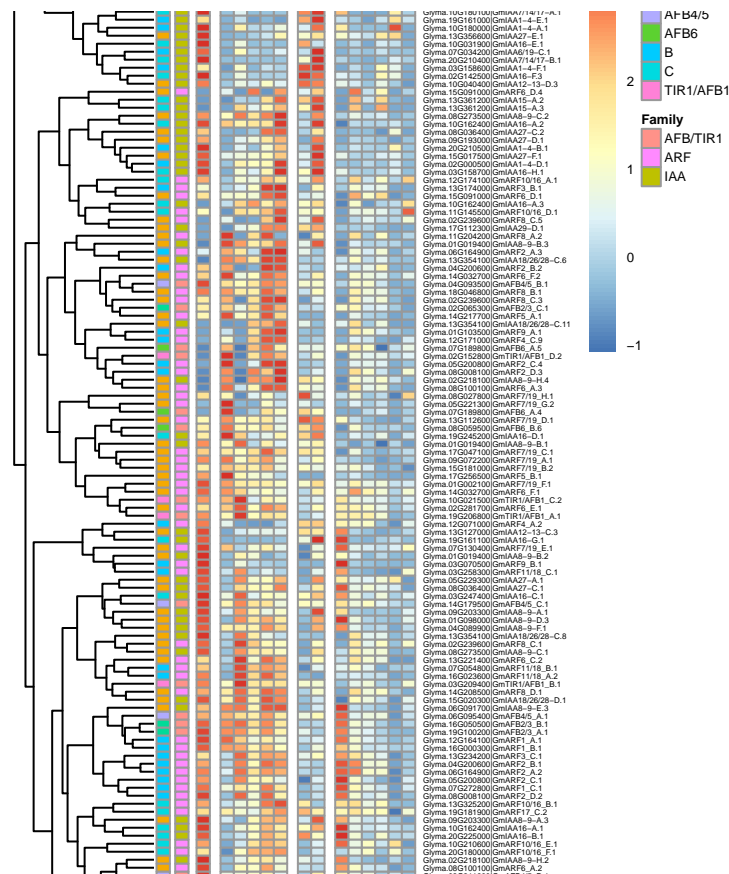 Glyma.10G180100|GmIAA7/14/17-A.1
Glyma.19G161000|GmIAA1-4-E.1
Glyma.10G180000|GmIAA1-4-A.1
Glyma.13G356600|GmIAA27-E.1
Glyma.10G031900|GmIAA16-E.1
Glyma.07G034200|GmIAA6/19-C.1
Glyma.20G210400|GmIAA7/14/17-B.1
Glyma.03G158600|GmIAA1-4-F.1
Glyma.02G142500|GmIAA16-F.3
Glyma.10G040400|GmIAA12-13-D.3
Glyma.15G091000|GmARF6_D.4
Glyma.13G361200|GmIAA15-A.2
Glyma.13G361200|GmIAA15-A.3
Glyma.08G273500|GmIAA8-9-C.2
Glyma.10G162400|GmIAA16-A.2
Glyma.08G036400|GmIAA27-C.2
Glyma.09G193000|GmIAA27-D.1
Glyma.20G210500|GmIAA1-4-B.1
Glyma.15G017500|GmIAA27-F.1
Glyma.02G000500|GmIAA1-4-D.1
Glyma.03G158700|GmIAA16-H.1
Glyma.12G174100|GmARF10/16_A.1
Glyma.13G174000|GmARF3_B.1
Glyma.15G091000|GmARF6_D.1
Glyma.10G162400|GmIAA16-A.3
Glyma.11G145500|GmARF10/16_D.1
Glyma.02G239600|GmARF8_C.5
Glyma.17G112300|GmIAA29-D.1
Glyma.11G204200|GmARF8_A.2
Glyma.01G019400|GmIAA8-9-B.3
Glyma.06G164900|GmARF2_A.3
Glyma.13G354100|GmIAA18/26/28-C.6
Glyma.04G200600|GmARF2_B.2
Glyma.14G032700|GmARF6_F.2
Glyma.04G093500|GmAFB4/5_B.1
Glyma.18G046800|GmARF8_B.1
Glyma.02G239600|GmARF8_C.3
Glyma.02G065300|GmAFB2/3_C.1
Glyma.14G217700|GmARF5_A.1
Glyma.13G354100|GmIAA18/26/28-C.11
Glyma.01G103500|GmARF9_A.1
Glyma.12G171000|GmARF4_C.9
Glyma.07G189800|GmAFB6_A.5
Glyma.02G152800|GmTIR1/AFB1_D.2
Glyma.05G200800|GmARF2_C.4
Glyma.08G008100|GmARF2_D.3
Glyma.02G218100|GmIAA8-9-H.4
Glyma.08G100100|GmARF6_A.3
Glyma.08G027800|GmARF7/19_H.1
Glyma.05G221300|GmARF7/19_G.2
Glyma.07G189800|GmAFB6_A.4
Glyma.13G112600|GmARF7/19_D.1
Glyma.08G059500|GmAFB6_B.6
Glyma.19G245200|GmIAA16-D.1
Glyma.01G019400|GmIAA8-9-B.1
Glyma.17G047100|GmARF7/19_C.1
Glyma.09G072200|GmARF7/19_A.1
Glyma.15G181000|GmARF7/19_B.2
Glyma.17G256500|GmARF5_B.1
Glyma.01G002100|GmARF7/19_F.1
Glyma.14G032700|GmARF6_F.1
Glyma.10G021500|GmTIR1/AFB1_C.2
Glyma.02G281700|GmARF6_E.1
Glyma.19G206800|GmTIR1/AFB1_A.1
Glyma.12G071000|GmARF4_A.2
Glyma.13G127000|GmIAA12-13-C.3
Glyma.19G161100|GmIAA16-G.1
Glyma.07G130400|GmARF7/19_E.1
Glyma.01G019400|GmIAA8-9-B.2
Glyma.03G070500|GmARF9_B.1
Glyma.03G258300|GmARF11/18_C.1
Glyma.05G229300|GmIAA27-A.1
Glyma.08G036400|GmIAA27-C.1
Glyma.03G247400|GmIAA16-C.1
Glyma.14G179500|GmAFB4/5_C.1
Glyma.09G203300|GmIAA8-9-A.1
Glyma.01G098000|GmIAA8-9-D.3
Glyma.04G089900|GmIAA8-9-F.1
Glyma.13G354100|GmIAA18/26/28-C.8
Glyma.02G239600|GmARF8_C.1
Glyma.08G273500|GmIAA8-9-C.1
Glyma.13G221400|GmARF6_C.2
Glyma.07G054800|GmARF11/18_B.1
Glyma.16G023600|GmARF11/18_A.2
Glyma.03G209400|GmTIR1/AFB1_B.1
Glyma.14G208500|GmARF8_D.1
Glyma.15G020300|GmIAA18/26/28-D.1
Glyma.06G091700|GmIAA8-9-E.3
Glyma.06G095400|GmAFB4/5_A.1
Glyma.16G050500|GmAFB2/3_B.1
Glyma.19G100200|GmAFB2/3_A.1
Glyma.12G164100|GmARF1_A.1
Glyma.16G000300|GmARF1_B.1
Glyma.13G234200|GmARF3_C.1
Glyma.04G200600|GmARF2_B.1
Glyma.06G164900|GmARF2_A.2
Glyma.05G200800|GmARF2_C.1
Glyma.07G272800|GmARF1_C.1
Glyma.08G008100|GmARF2_D.2
Glyma.13G325200|GmARF10/16_B.1
Glyma.19G181900|GmARF17_C.2
Glyma.09G203300|GmIAA8-9-A.3
Glyma.10G162400|GmIAA16-A.1
Glyma.20G225000|GmIAA16-B.1
Glyma.10G210600|GmARF10/16_E.1
Glyma.20G180000|GmARF10/16_F.1
Glyma.02G218100|GmIAA8-9-H.2
Glyma.08G100100|GmARF6_A.2
2
1
0
−1
AFB4/5
AFB6
B
C
TIR1/AFB1
Family
AFB/TIR1
ARF
IAA